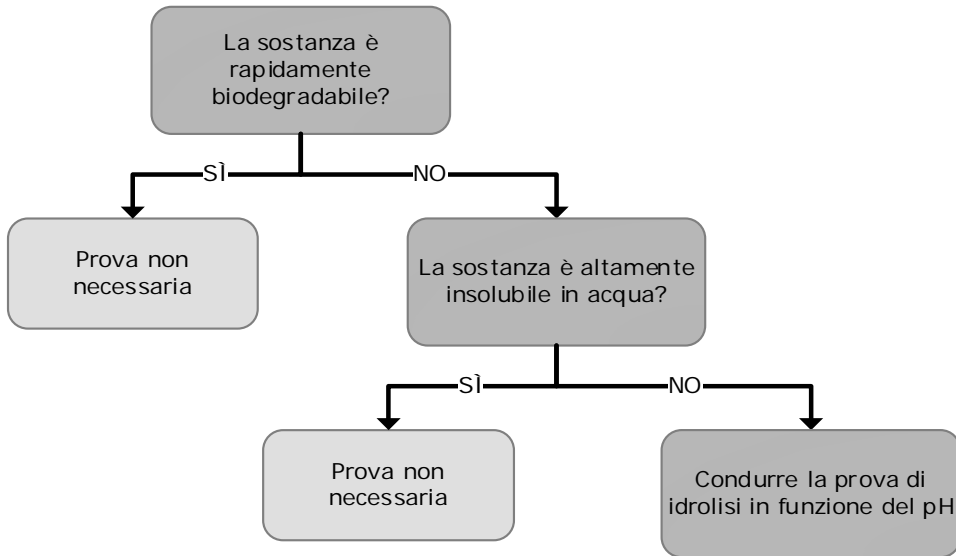 La sostanza è
rapidamente
biodegradabile?
SÌ
NO
Prova non
necessaria
La sostanza è altamente
insolubile in acqua?
SÌ
NO
Prova non
necessaria
Condurre la prova di
idrolisi in funzione del pH